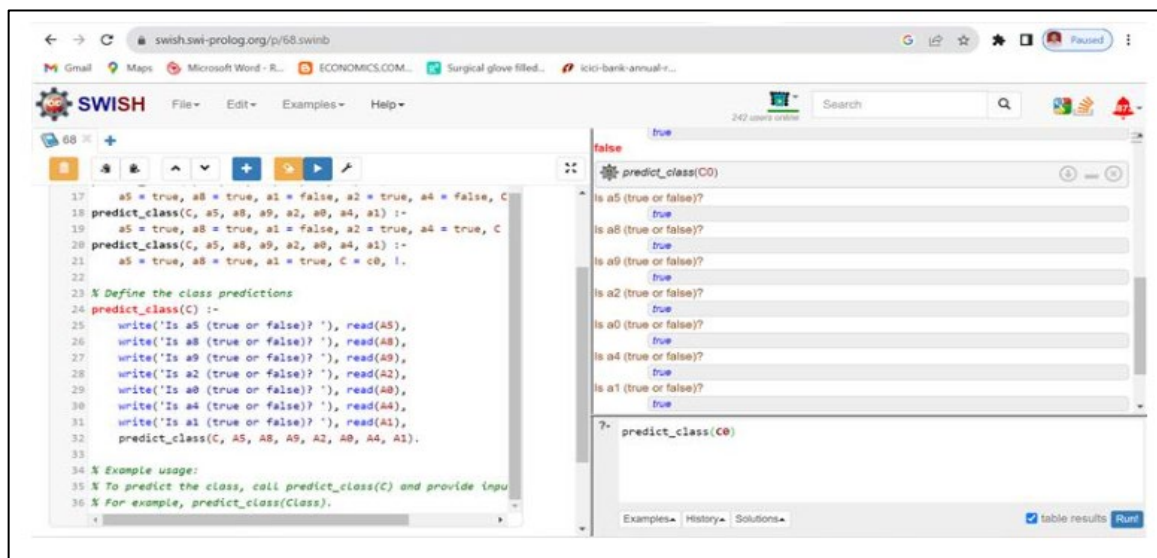 swish.swi-prolog.org/p/68.swinb
Paused
Gmail Maps Microsoft Word - R... ECONOMICS.COM... Surgical glove filled... icici-bank-annual-r...
SWISH File Edit Examples Help 242 users online Search
68
17 a5 = true, a8 = true, a1 = false, a2 = true, a4 = false, C
18 predict_class(C, a5, a8, a9, a2, a0, a4, a1) :-
19 a5 = true, a8 = true, a1 = false, a2 = true, a4 = true, C
20 predict_class(C, a5, a8, a9, a2, a0, a4, a1) :-
21 a5 = true, a8 = true, a1 = true, C = c0, !.
22
23 % Define the class predictions
24 predict_class(C) :-
25 write('Is a5 (true or false)? '), read(A5),
26 write('Is a8 (true or false)? '), read(A8),
27 write('Is a9 (true or false)? '), read(A9),
28 write('Is a2 (true or false)? '), read(A2),
29 write('Is a0 (true or false)? '), read(A0),
30 write('Is a4 (true or false)? '), read(A4),
31 write('Is a1 (true or false)? '), read(A1),
32 predict_class(C, A5, A8, A9, A2, A0, A4, A1).
33
34 % Example usage:
35 % To predict the class, call predict_class(C) and provide inpu
36 % For example, predict_class(Class).
true
false
predict_class(C0)
Is a5 (true or false)?
true
Is a8 (true or false)?
true
Is a9 (true or false)?
true
Is a2 (true or false)?
true
Is a0 (true or false)?
true
Is a4 (true or false)?
true
Is a1 (true or false)?
true
?- predict_class(C0)
Examples History Solutions table results Run!